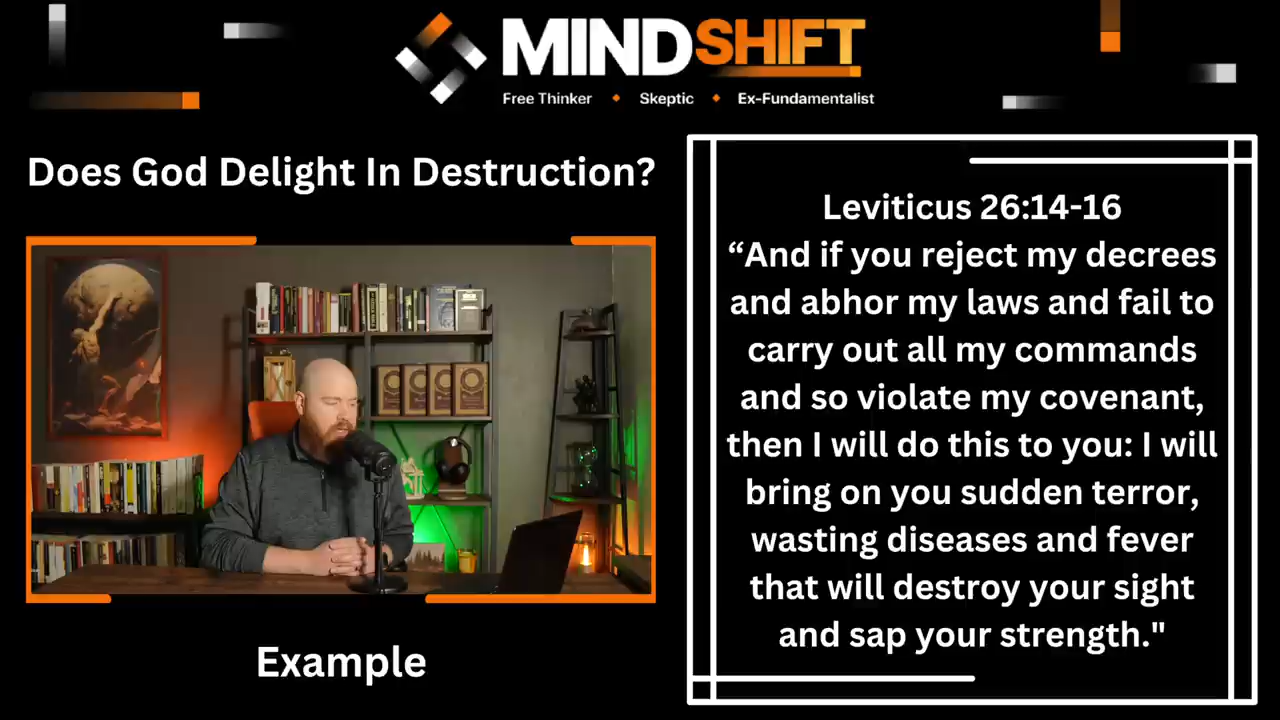 MINDSHIFT
Free Thinker ◆ Skeptic ◆ Ex-Fundamentalist
Does God Delight In Destruction?
Example
Leviticus 26:14-16
“And if you reject my decrees
and abhor my laws and fail to
carry out all my commands
and so violate my covenant,
then I will do this to you: I will
bring on you sudden terror,
wasting diseases and fever
that will destroy your sight
and sap your strength."